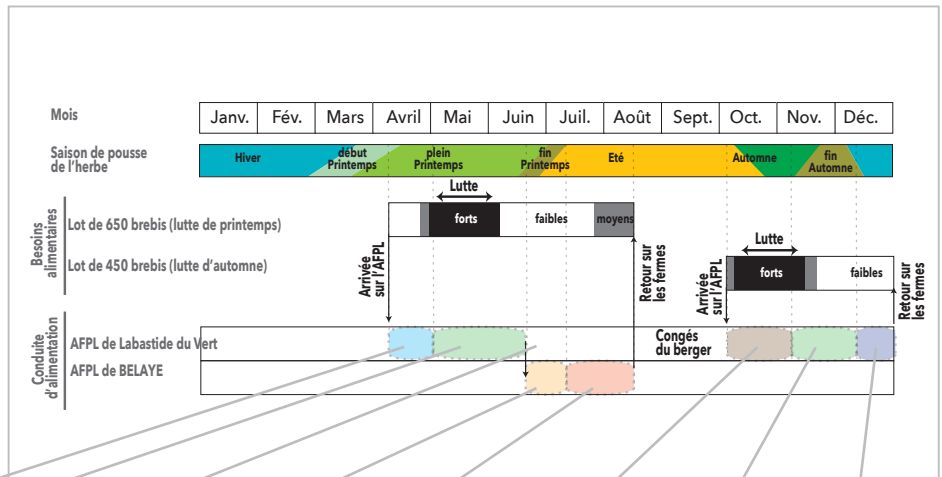 Mois
Janv. Fév. Mars Avril Mai Juin Juil. Août Sept. Oct. Nov. Déc.
Saison de pousse
de l'herbe
Hiver
début
Printemps
plein
Printemps
fin
Printemps
Eté
Automne
fin
Automne
Besoins
alimentaires
Lot de 650 brebis (lutte de printemps)
Lutte
forts
faibles
moyens
Lot de 450 brebis (lutte d'automne)
Lutte
forts
faibles
Arrivée
sur l'AFPL
Retour sur
les fermes
Arrivée
sur l'AFPL
Retour sur
les fermes
Conduite
d'alimentation
AFPL de Labastide du Vert
Congés
du berger
AFPL de BELAYE